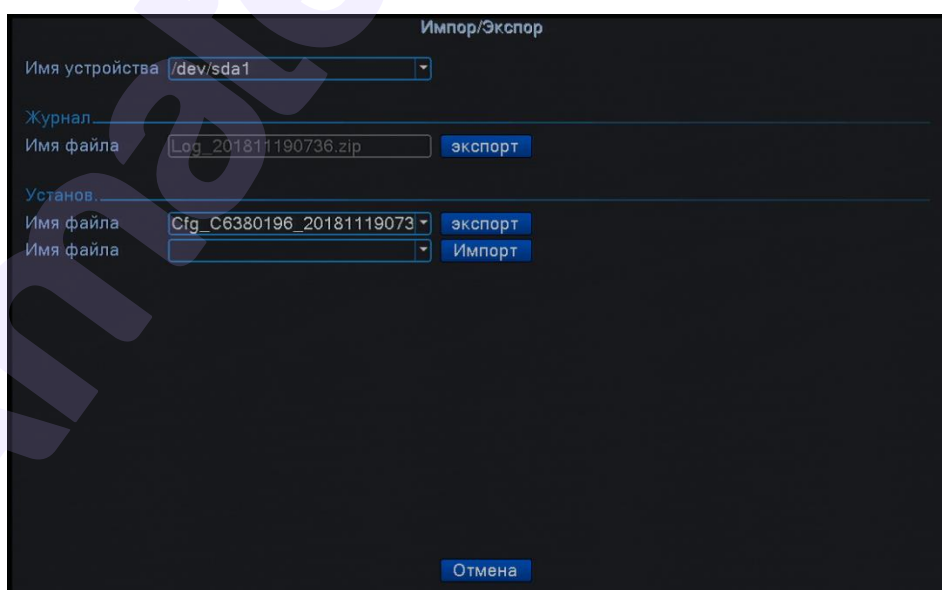 Импор/Экспор
Имя устройства /dev/sda1
Журнал
Имя файла Log_201811190736.zip экспорт
Установ.
Имя файла Cfg_C6380196_20181119073 экспорт
Имя файла Импорт
Отмена